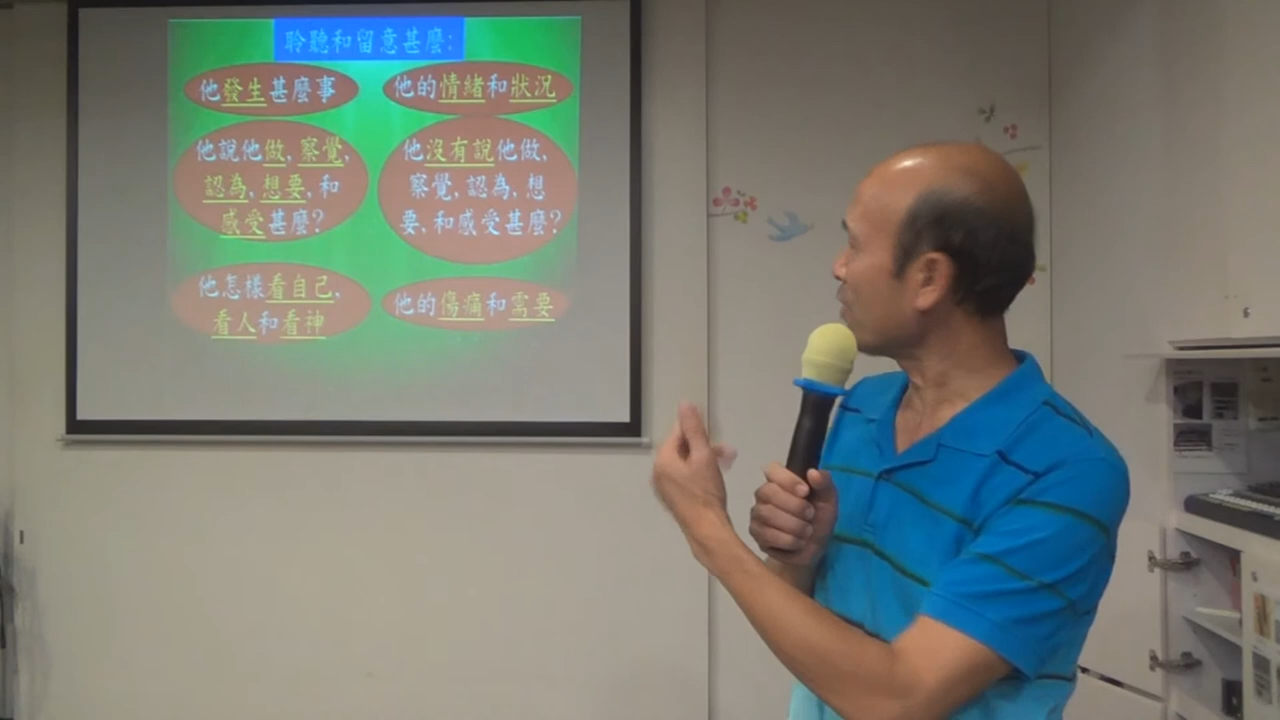 聆聽和留意甚麼:
他發生甚麼事
他的情緒和狀況
他說他做, 察覺,
認為, 想要, 和
感受甚麼?
他沒有說他做,
察覺, 認為, 想
要, 和感受甚麼?
他怎樣看自己,
看人和看神
他的傷痛和需要